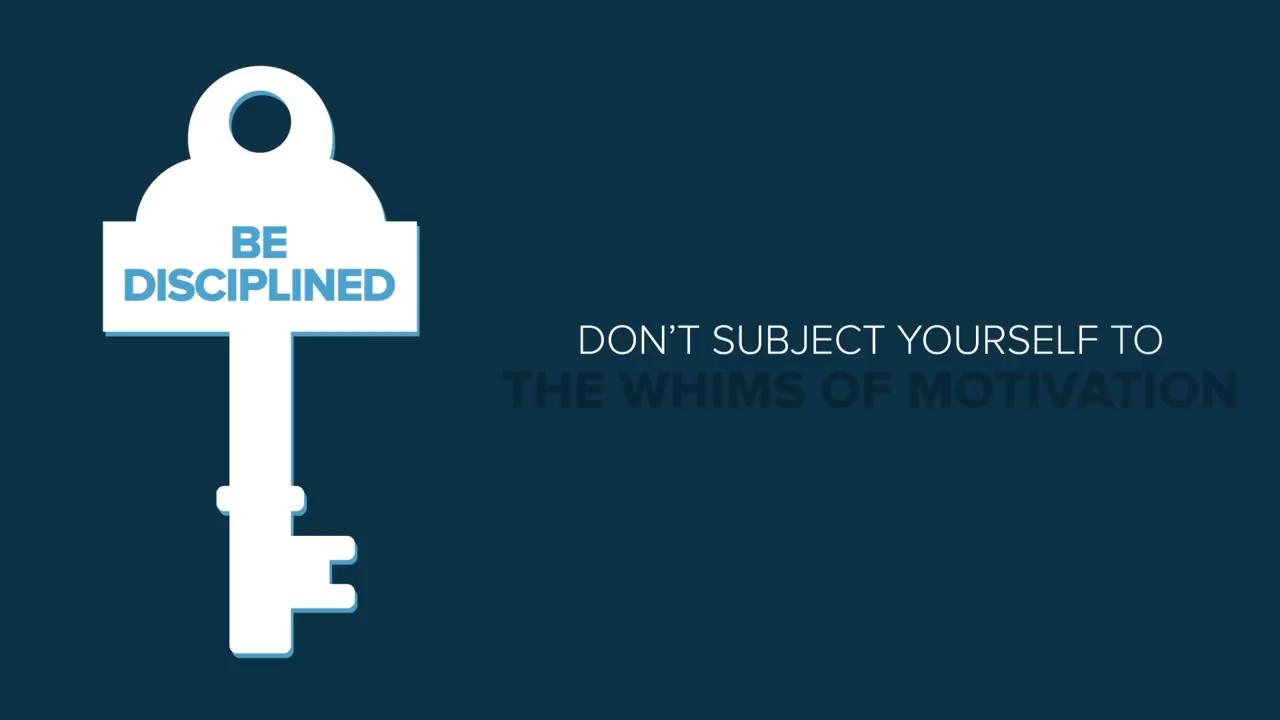 BE
DISCIPLINED
DON'T SUBJECT YOURSELF TO
THE WHIMS OF MOTIVATION